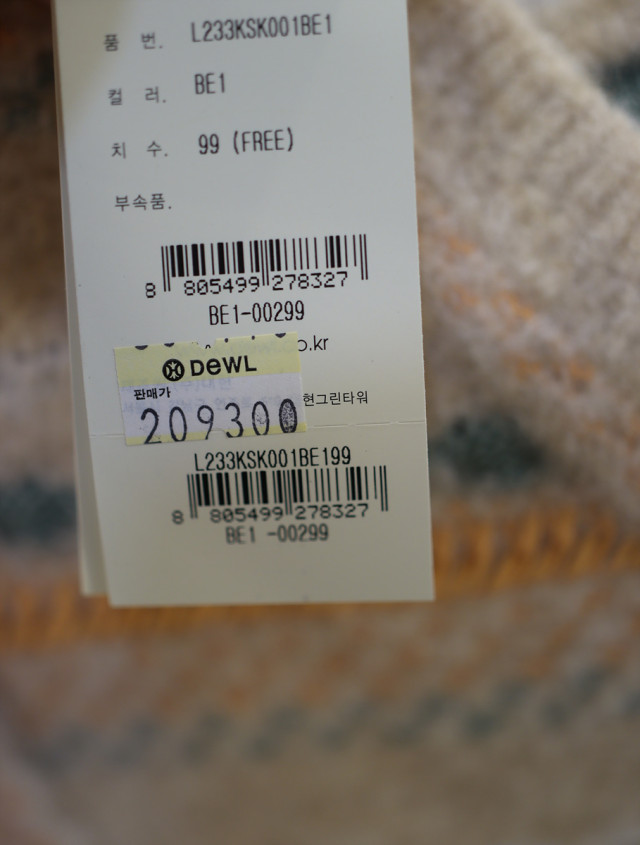 품 번. L233KSK001BE1
컬 러. BE1
치 수. 99 (FREE)
부속품.
8 805499 278327
BE1-00299
o.kr
DeWL
판매가
현그린타워
209300
L233KSK001BE199
8 805499 278327
BE1 -00299